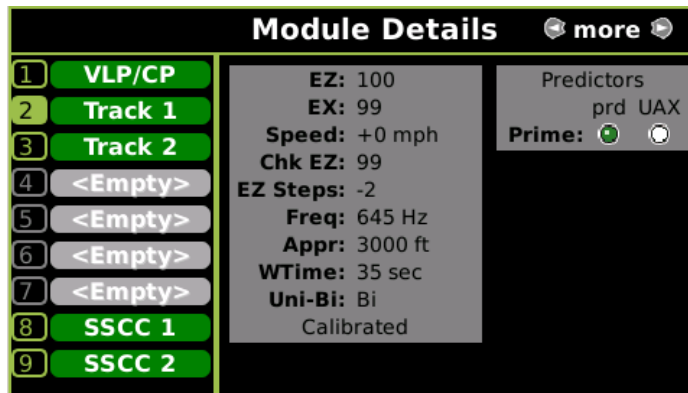 Module Details
more
1 VLP/CP
2 Track 1
3 Track 2
4 <Empty>
5 <Empty>
6 <Empty>
7 <Empty>
8 SSCC 1
9 SSCC 2
EZ: 100
EX: 99
Speed: +0 mph
Chk EZ: 99
EZ Steps: -2
Freq: 645 Hz
Appr: 3000 ft
WTime: 35 sec
Uni-Bi: Bi
Calibrated
Predictors
prd UAX
Prime: